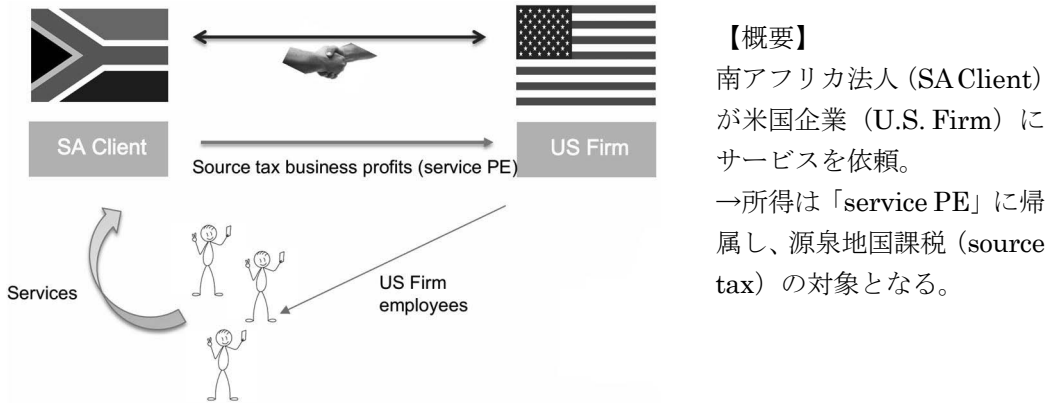 SA Client
US Firm
Source tax business profits (service PE)
Services
US Firm
employees
【概要】
南アフリカ法人（SA Client）
が米国企業（U.S. Firm）に
サービスを依頼。
→所得は「service PE」に帰
属し、源泉地国課税（source
tax）の対象となる。